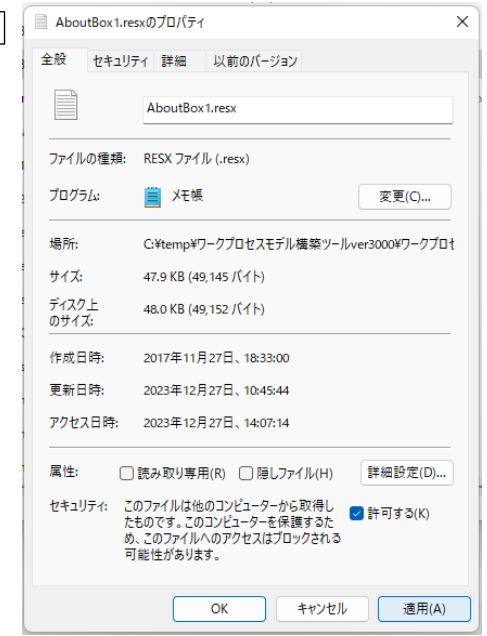 AboutBox1.resxのプロパティ
全般 セキュリティ 詳細 以前のバージョン
AboutBox1.resx
ファイルの種類: RESX ファイル (.resx)
プログラム: メモ帳 変更(C)...
場所: C:¥temp¥ワークプロセスモデル構築ツールver3000¥ワークプロセ
サイズ: 47.9 KB (49,145 バイト)
ディスク上
のサイズ: 48.0 KB (49,152 バイト)
作成日時: 2017年11月27日、18:33:00
更新日時: 2023年12月27日、10:45:44
アクセス日時: 2023年12月27日、14:07:14
属性: 読み取り専用(R) 隠しファイル(H) 詳細設定(D)...
セキュリティ: このファイルは他のコンピューターから取得し
たものです。このコンピューターを保護するた
め、このファイルへのアクセスはブロックされる
可能性があります。
許可する(K)
OK キャンセル 適用(A)